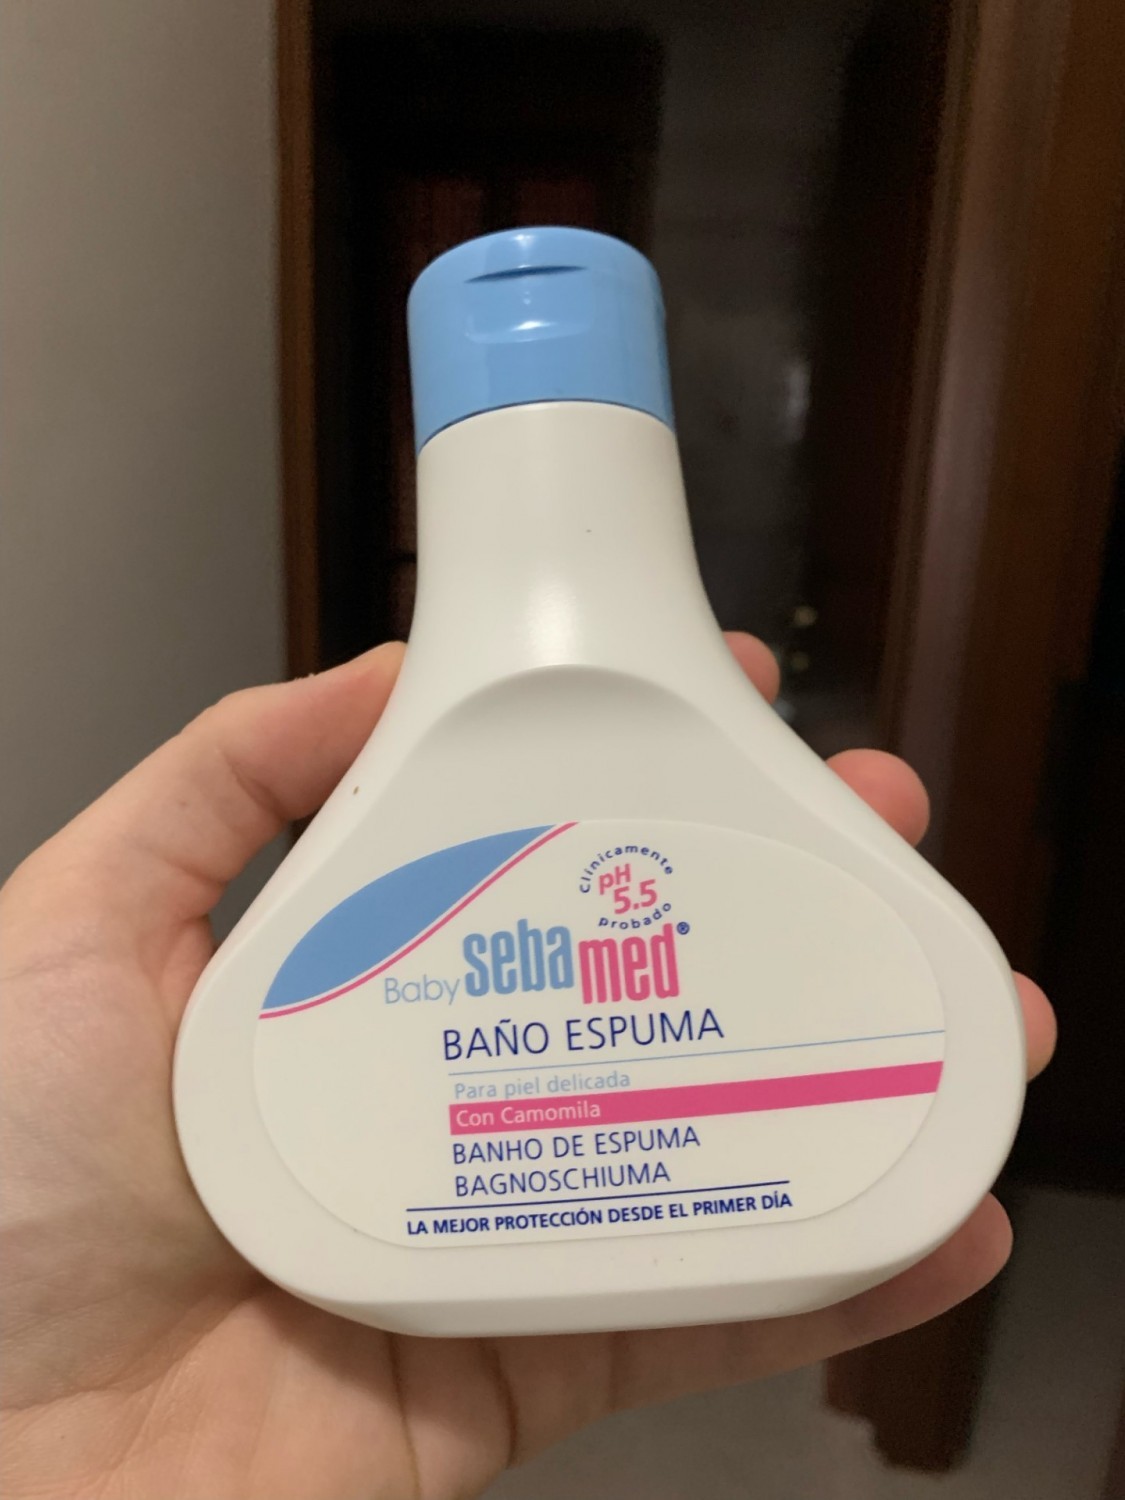 Clínicamente
pH
5.5
probado
Baby sebamed®
BAÑO ESPUMA
Para piel delicada
Con Camomila
BANHO DE ESPUMA
BAGNOSCHIUMA
LA MEJOR PROTECCIÓN DESDE EL PRIMER DÍA